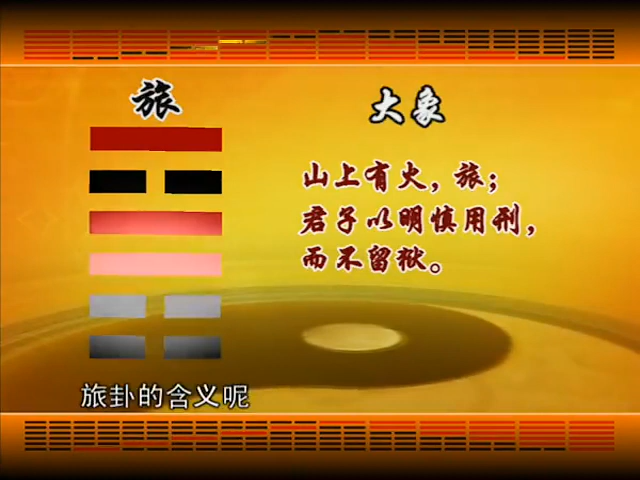 旅
大象
山上有火，旅；
君子以明慎用刑，
而不留狱。
旅卦的含义呢